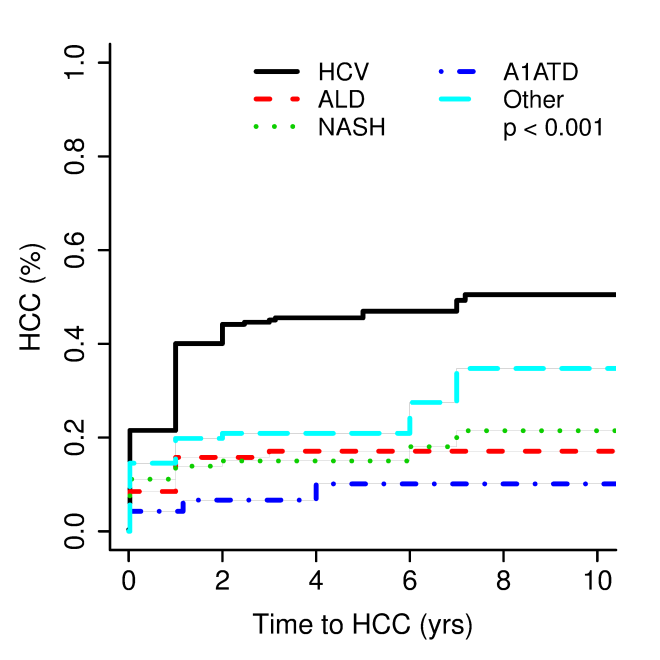 HCV
ALD
NASH
A1ATD
Other
p < 0.001
HCC (%)
1.0
0.8
0.6
0.4
0.2
0.0
0 2 4 6 8 10
Time to HCC (yrs)